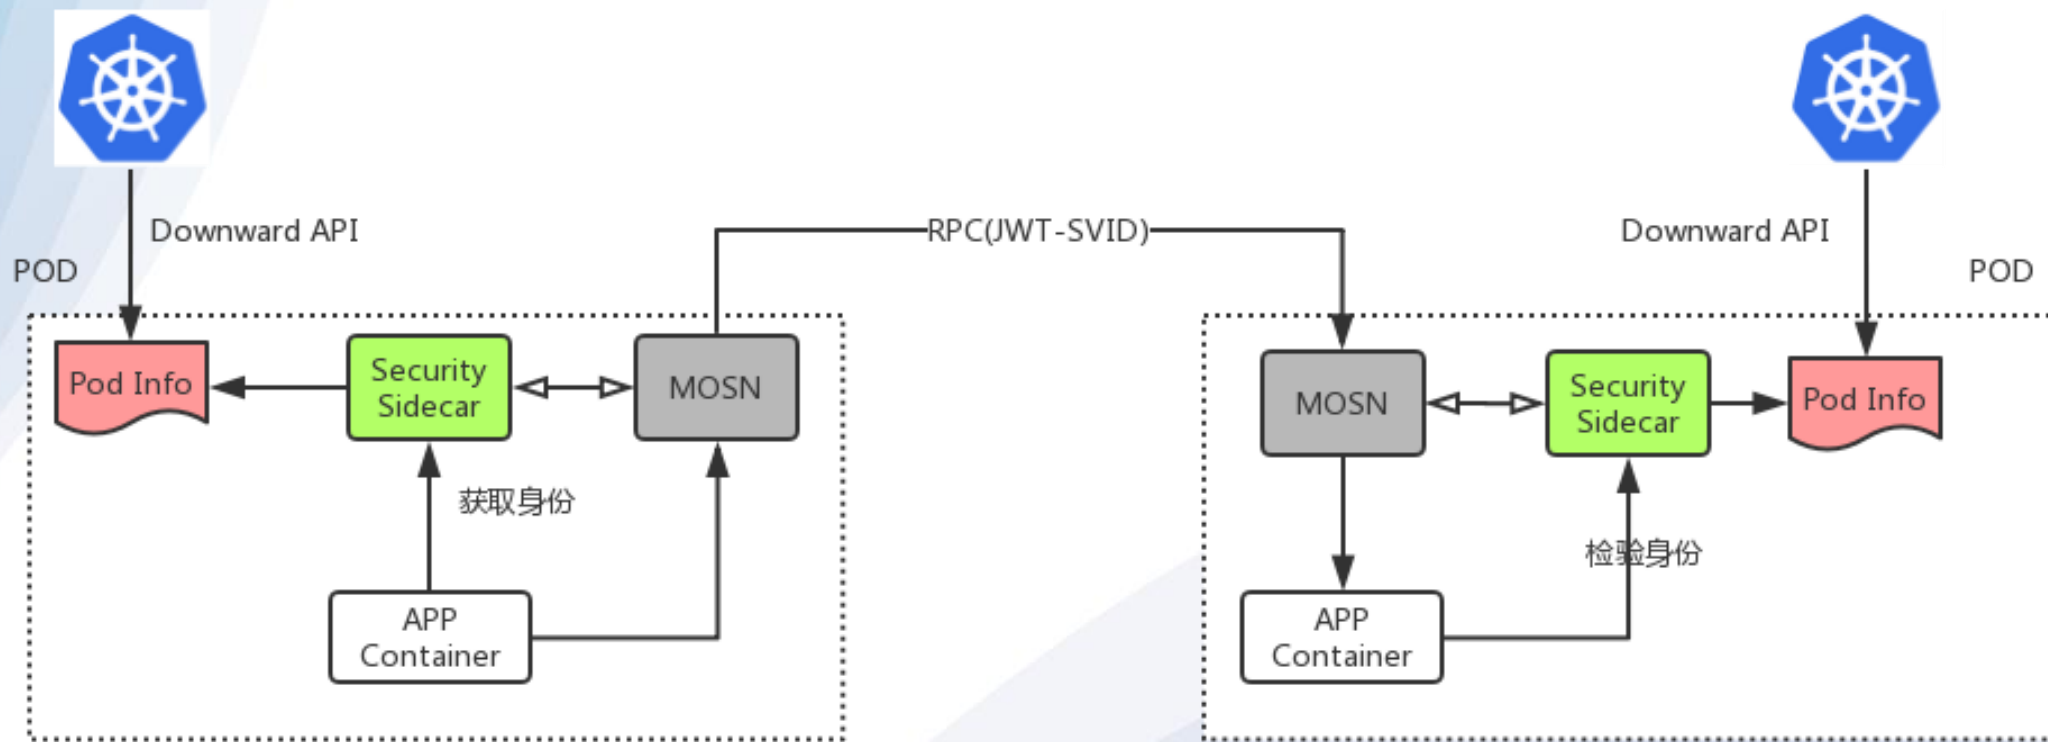 Downward API
RPC(JWT-SVID)
Downward API
POD
POD
Pod Info
Security
Sidecar
MOSN
MOSN
Security
Sidecar
Pod Info
获取身份
检验身份
APP
Container
APP
Container